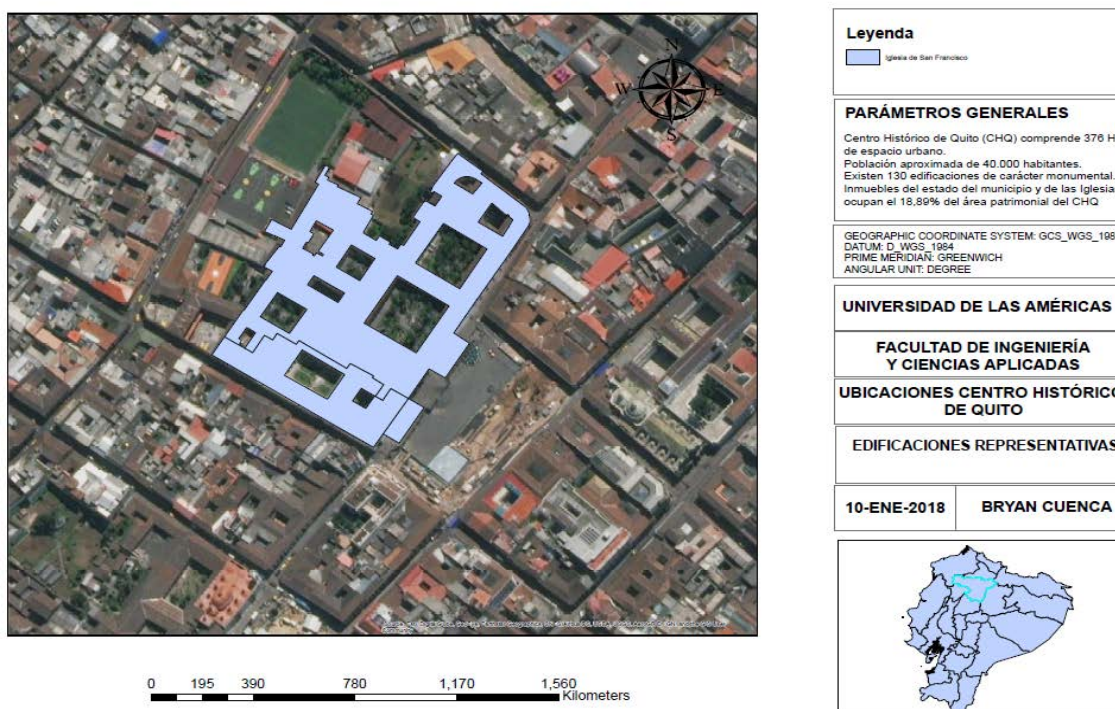 N
W
E
S
0 195 390 780 1,170 1,560
Kilometers
Leyenda
Iglesia de San Francisco
PARÁMETROS GENERALES
Centro Histórico de Quito (CHQ) comprende 376 H
de espacio urbano.
Población aproximada de 40.000 habitantes.
Existen 130 edificaciones de carácter monumental.
Inmuebles del estado del municipio y de las Iglesia
ocupan el 18,89% del área patrimonial del CHQ
GEOGRAPHIC COORDINATE SYSTEM: GCS_WGS_198
DATUM: D_WGS_1984
PRIME MERIDIAN: GREENWICH
ANGULAR UNIT: DEGREE
UNIVERSIDAD DE LAS AMÉRICAS
FACULTAD DE INGENIERÍA
Y CIENCIAS APLICADAS
UBICACIONES CENTRO HISTÓRICO
DE QUITO
EDIFICACIONES REPRESENTATIVAS
10-ENE-2018 BRYAN CUENCA